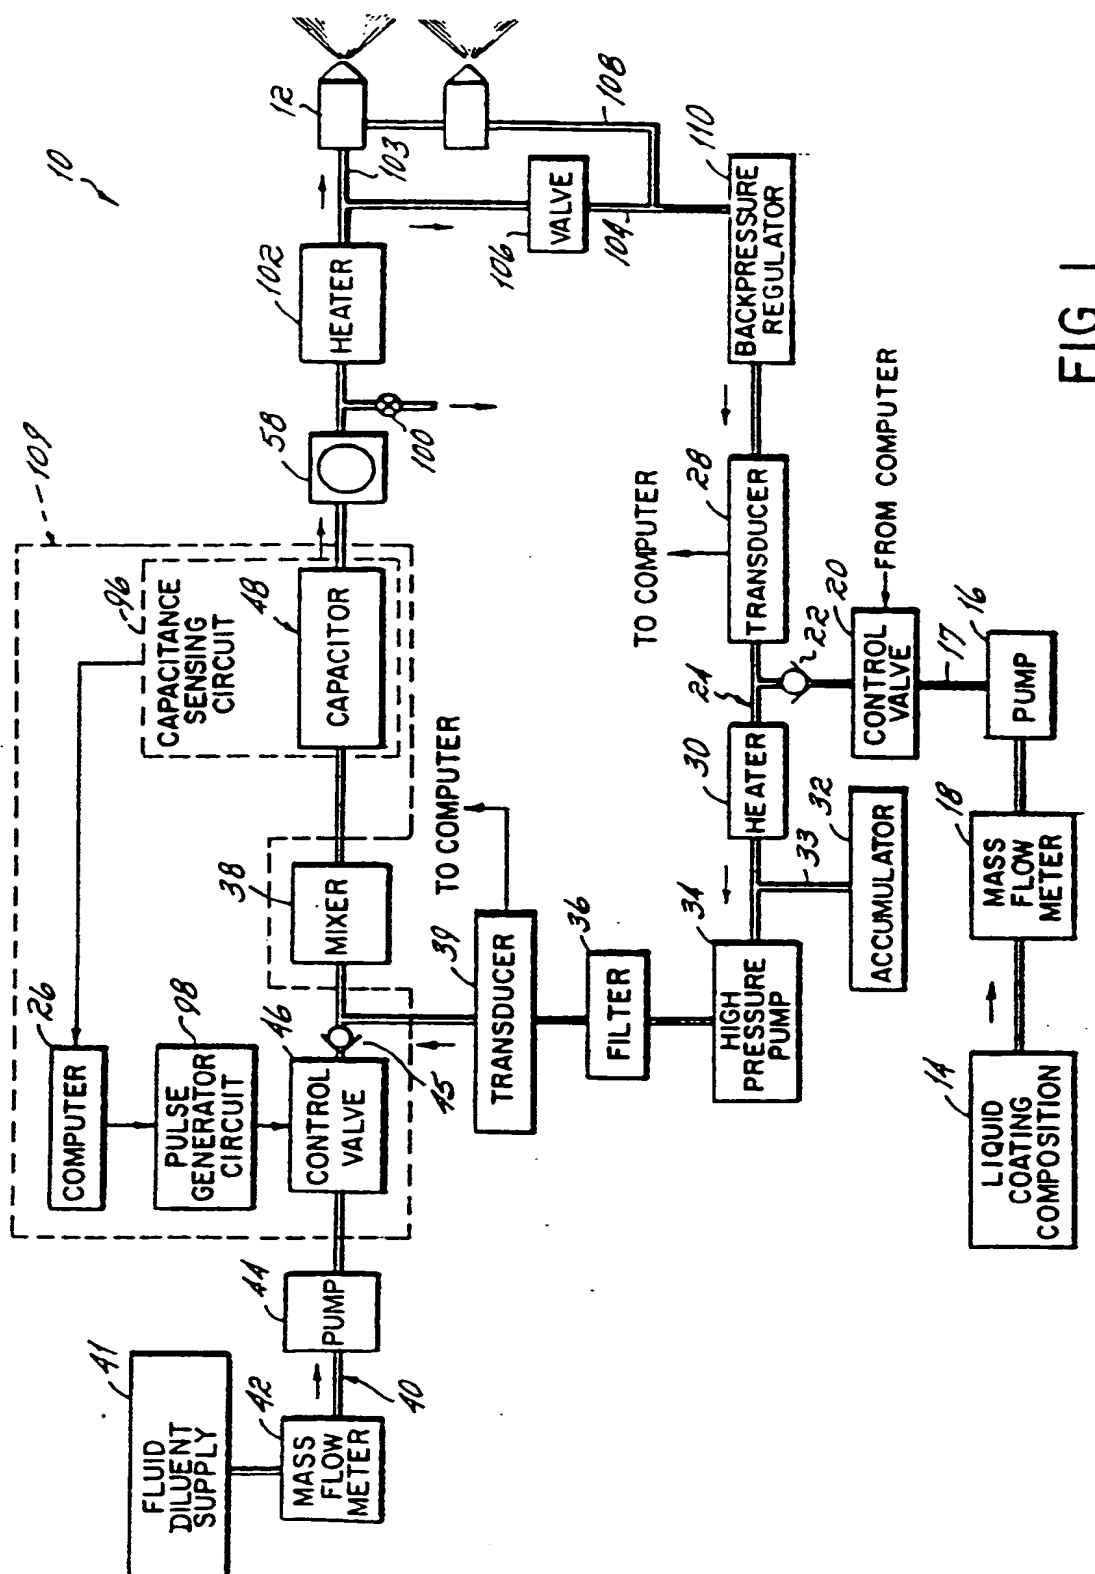 10
109
96
CAPACITANCE
SENSING
CIRCUIT
26
COMPUTER
98
PULSE
GENERATOR
CIRCUIT
46
CONTROL
VALVE
45
38
MIXER
48
CAPACITOR
58
100
102
HEATER
103
12
41
FLUID
DILUENT
SUPPLY
42
MASS
FLOW
METER
40
44
PUMP
TO COMPUTER
39
TRANSDUCER
36
FILTER
34
HIGH
PRESSURE
PUMP
106
VALVE
104
108
110
BACKPRESSURE
REGULATOR
TO COMPUTER
28
TRANSDUCER
24
30
HEATER
33
32
ACCUMULATOR
22
20
CONTROL
VALVE
FROM COMPUTER
17
16
PUMP
18
MASS
FLOW
METER
14
LIQUID
COATING
COMPOSITION
FIG. 1